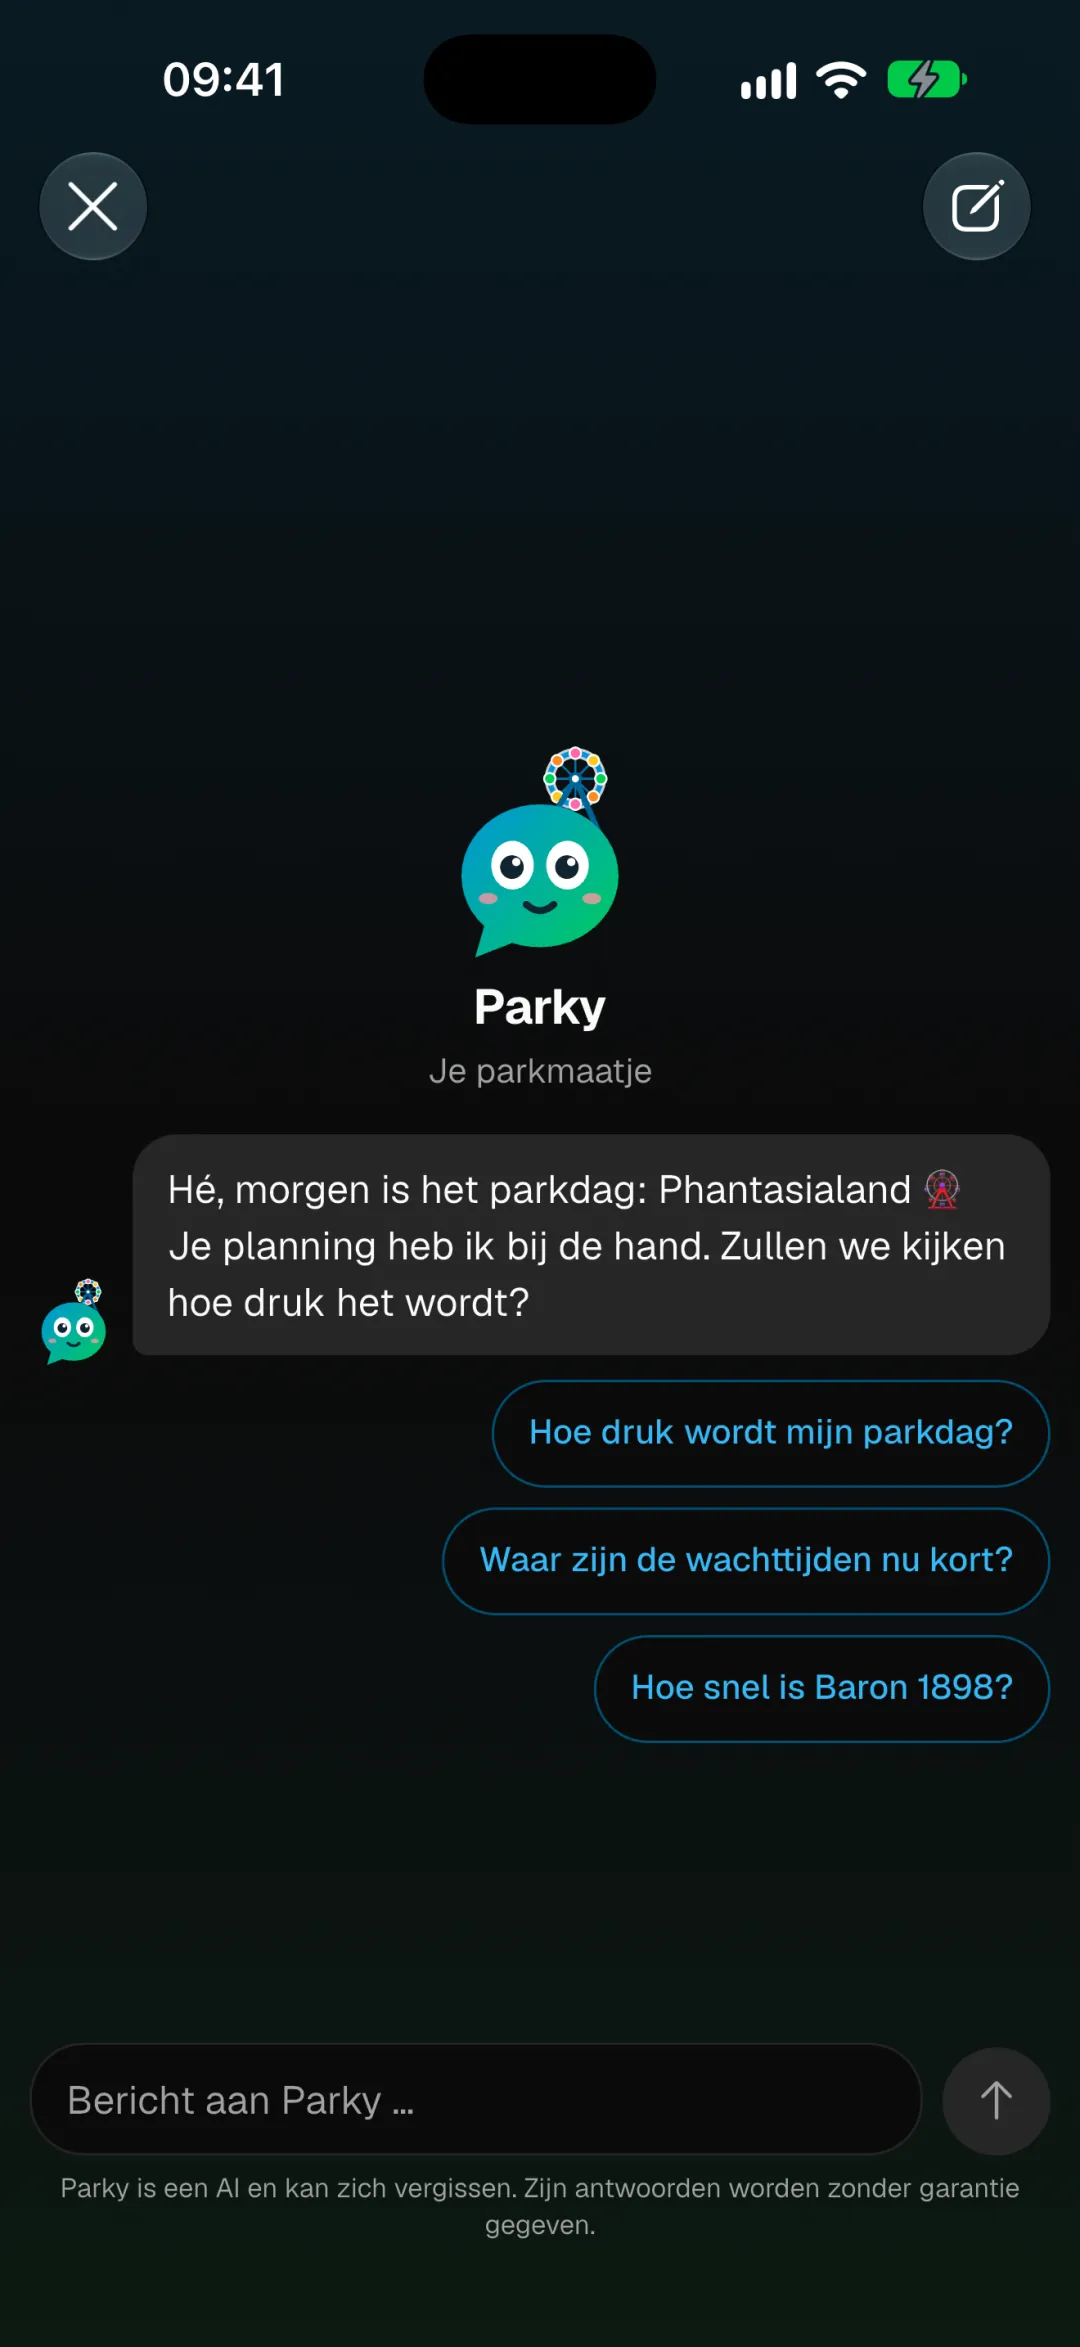 09:41
Parky
Je parkmaatje
Hé, morgen is het parkdag: Phantasialand 🎡
Je planning heb ik bij de hand. Zullen we kijken
hoe druk het wordt?
Hoe druk wordt mijn parkdag?
Waar zijn de wachttijden nu kort?
Hoe snel is Baron 1898?
Bericht aan Parky ...
Parky is een AI en kan zich vergissen. Zijn antwoorden worden zonder garantie
gegeven.